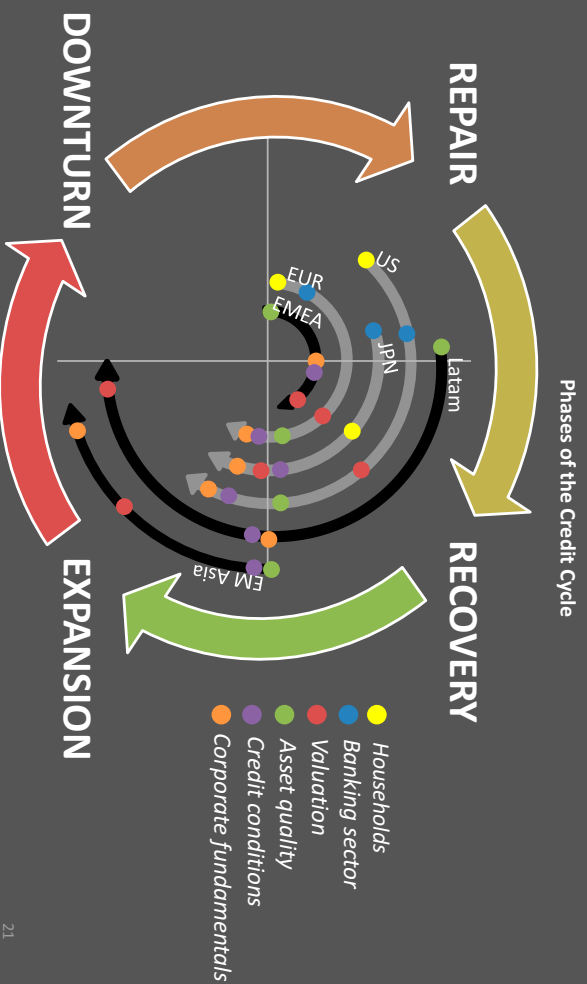 Phases of the Credit Cycle
REPAIR
RECOVERY
US
EUR
EMEA
JPN
Latam
EM Asia
DOWNTURN
EXPANSION
Households
Banking sector
Valuation
Asset quality
Credit conditions
Corporate fundamentals
21